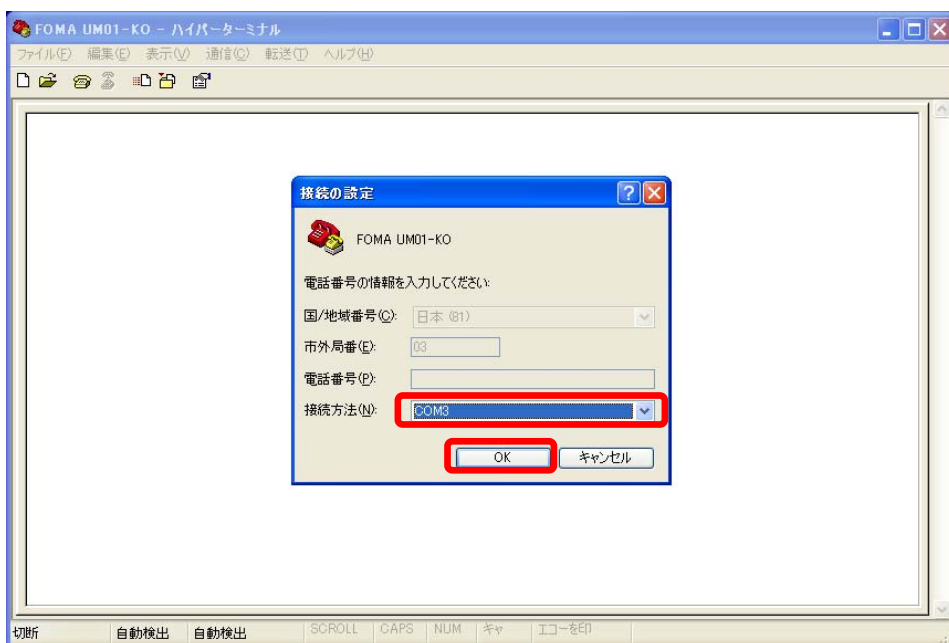 FOMA UM01-KO - ハイパーターミナル
ファイル(F) 編集(E) 表示(V) 通信(C) 転送(T) ヘルプ(H)
接続の設定
FOMA UM01-KO
電話番号の情報を入力してください:
国/地域番号(C): 日本 (81)
市外局番(E): 03
電話番号(P):
接続方法(N): COM3
OK キャンセル
切断 自動検出 自動検出 SCROLL CAPS NUM キャ エコーを印